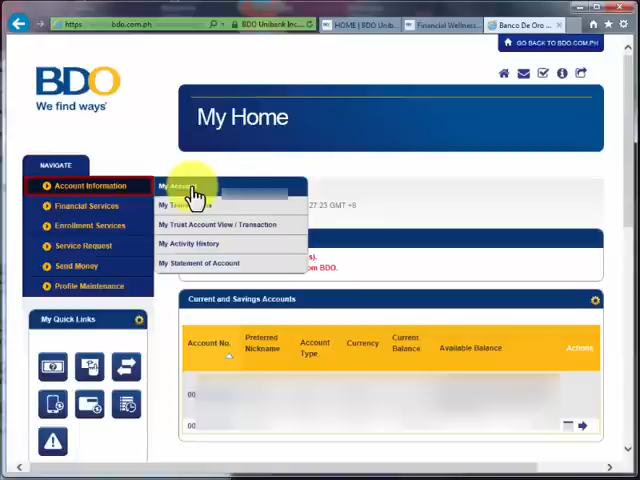 https
bdo.com.ph
BDO Unibank Inc...
HOME | BDO Unib...
Financial Wellness...
Banco De Oro ...
GO BACK TO BDO.COM.PH
BDO
We find ways
My Home
NAVIGATE
Account Information
My Account
27 23 GMT +8
Financial Services
Enrollment Services
My Trust Account View / Transaction
Service Request
My Activity History
Send Money
My Statement of Account
om BDO.
Profile Maintenance
Current and Savings Accounts
My Quick Links
Account No.
Preferred Nickname
Account Type
Currency
Current Balance
Available Balance
Actions
00
00